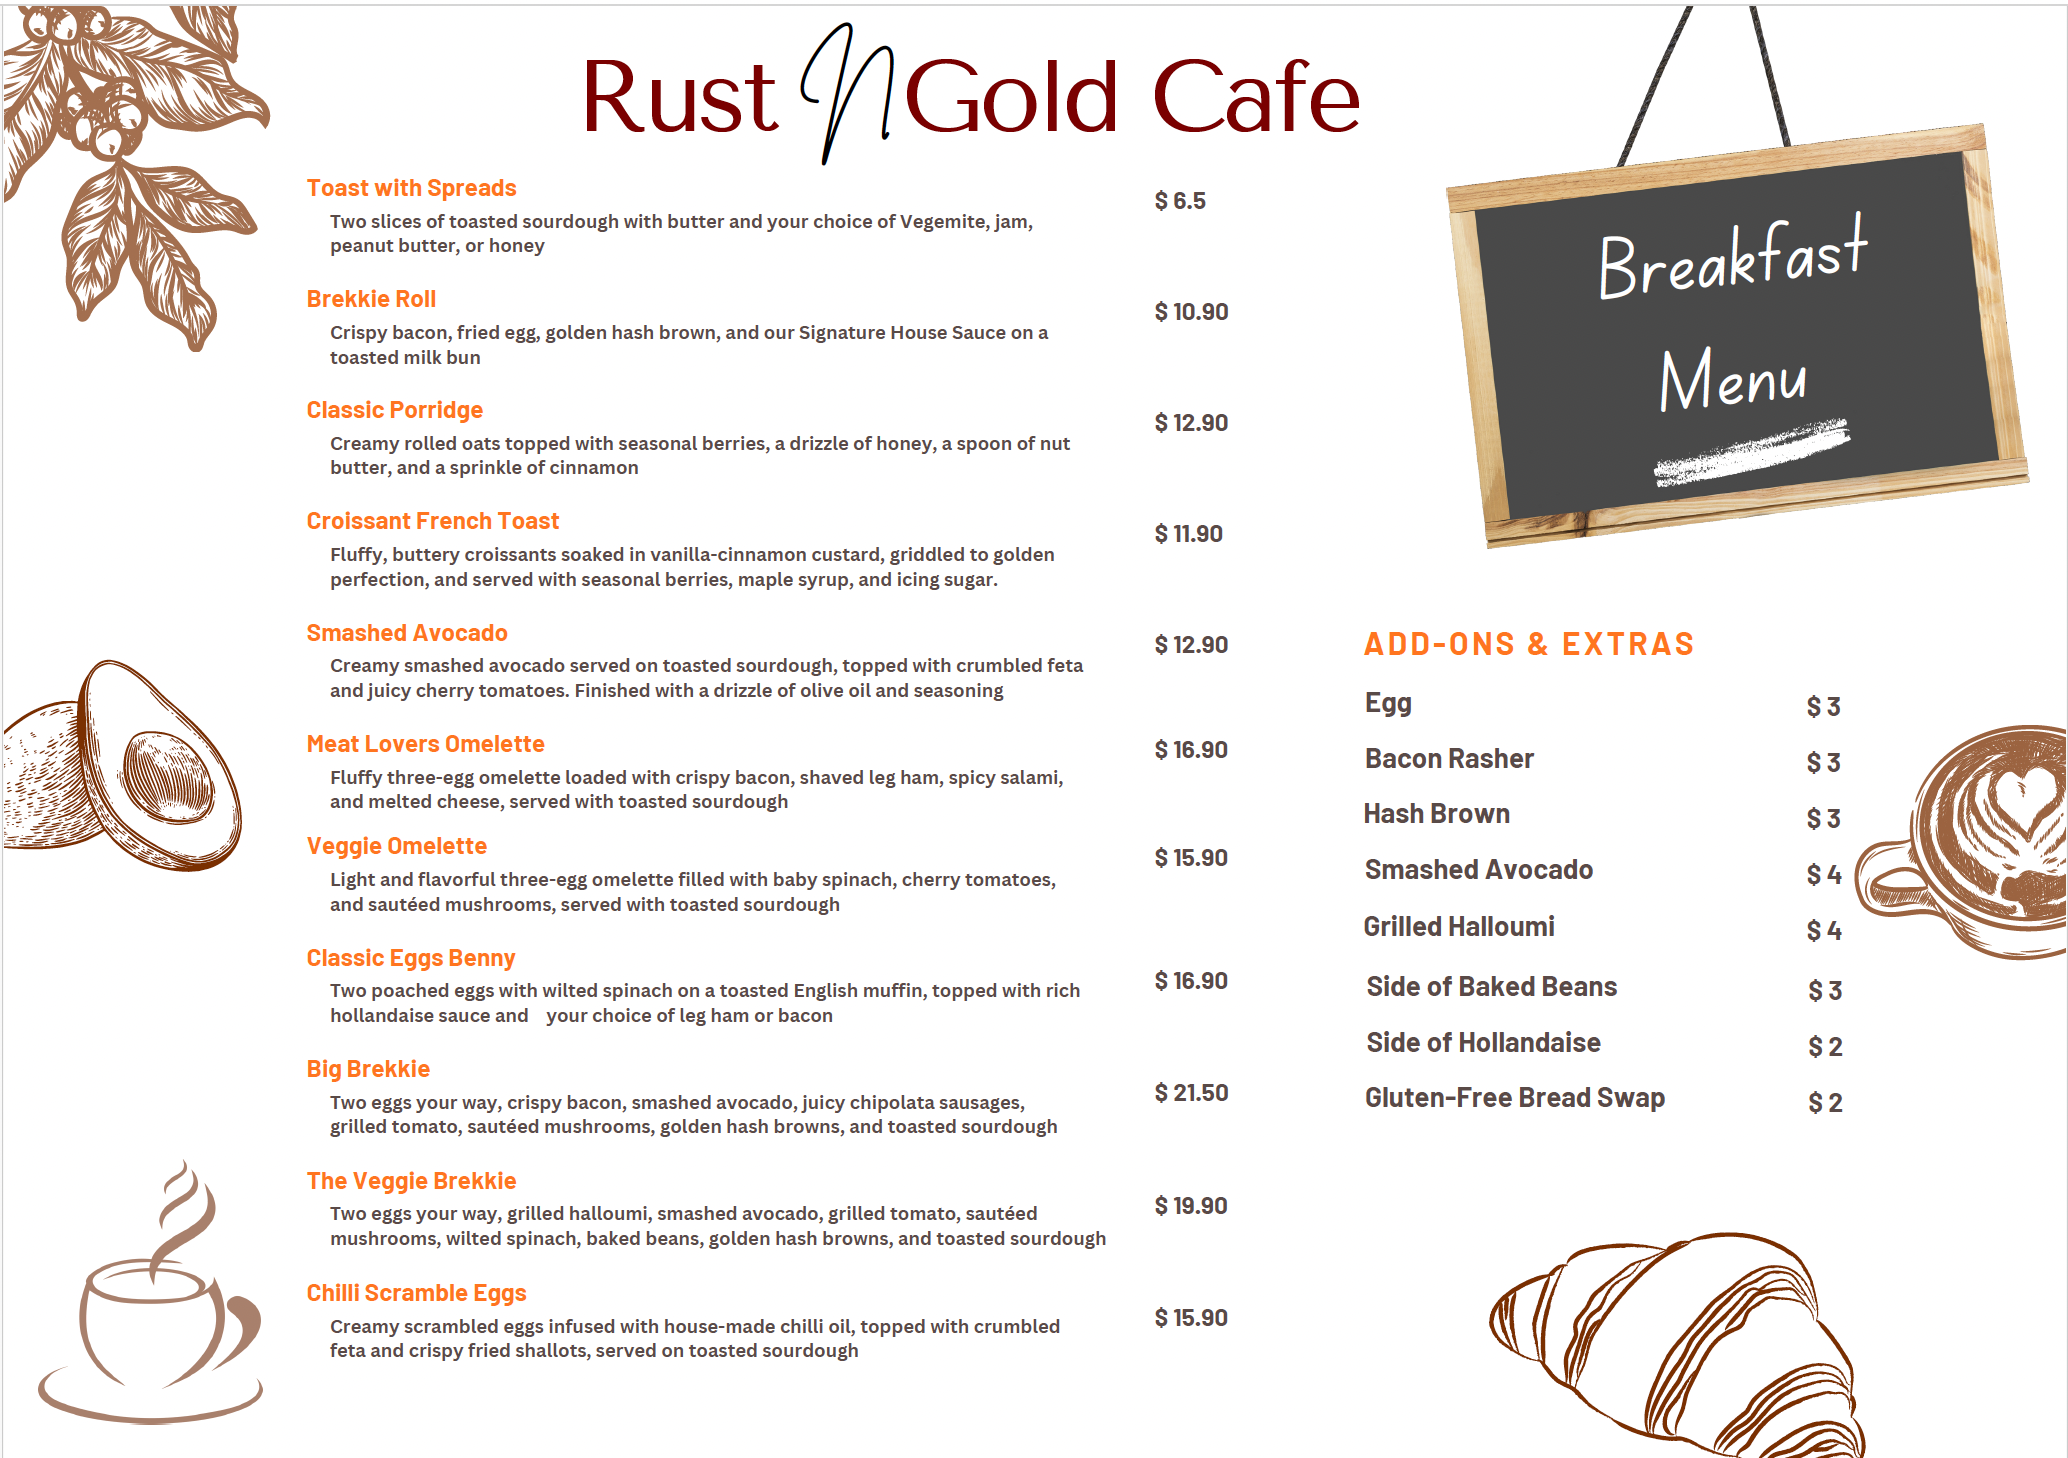 Rust N Gold Cafe
Breakfast
Menu
Toast with Spreads
$ 6.5
Two slices of toasted sourdough with butter and your choice of Vegemite, jam,
peanut butter, or honey
Brekkie Roll
$ 10.90
Crispy bacon, fried egg, golden hash brown, and our Signature House Sauce on a
toasted milk bun
Classic Porridge
$ 12.90
Creamy rolled oats topped with seasonal berries, a drizzle of honey, a spoon of nut
butter, and a sprinkle of cinnamon
Croissant French Toast
$ 11.90
Fluffy, buttery croissants soaked in vanilla-cinnamon custard, griddled to golden
perfection, and served with seasonal berries, maple syrup, and icing sugar.
Smashed Avocado
$ 12.90
Creamy smashed avocado served on toasted sourdough, topped with crumbled feta
and juicy cherry tomatoes. Finished with a drizzle of olive oil and seasoning
Meat Lovers Omelette
$ 16.90
Fluffy three-egg omelette loaded with crispy bacon, shaved leg ham, spicy salami,
and melted cheese, served with toasted sourdough
Veggie Omelette
$ 15.90
Light and flavorful three-egg omelette filled with baby spinach, cherry tomatoes,
and sautéed mushrooms, served with toasted sourdough
Classic Eggs Benny
$ 16.90
Two poached eggs with wilted spinach on a toasted English muffin, topped with rich
hollandaise sauce and your choice of leg ham or bacon
Big Brekkie
$ 21.50
Two eggs your way, crispy bacon, smashed avocado, juicy chipolata sausages,
grilled tomato, sautéed mushrooms, golden hash browns, and toasted sourdough
The Veggie Brekkie
$ 19.90
Two eggs your way, grilled halloumi, smashed avocado, grilled tomato, sautéed
mushrooms, wilted spinach, baked beans, golden hash browns, and toasted sourdough
Chilli Scramble Eggs
$ 15.90
Creamy scrambled eggs infused with house-made chilli oil, topped with crumbled
feta and crispy fried shallots, served on toasted sourdough
ADD-ONS & EXTRAS
Egg $ 3
Bacon Rasher $ 3
Hash Brown $ 3
Smashed Avocado $ 4
Grilled Halloumi $ 4
Side of Baked Beans $ 3
Side of Hollandaise $ 2
Gluten-Free Bread Swap $ 2